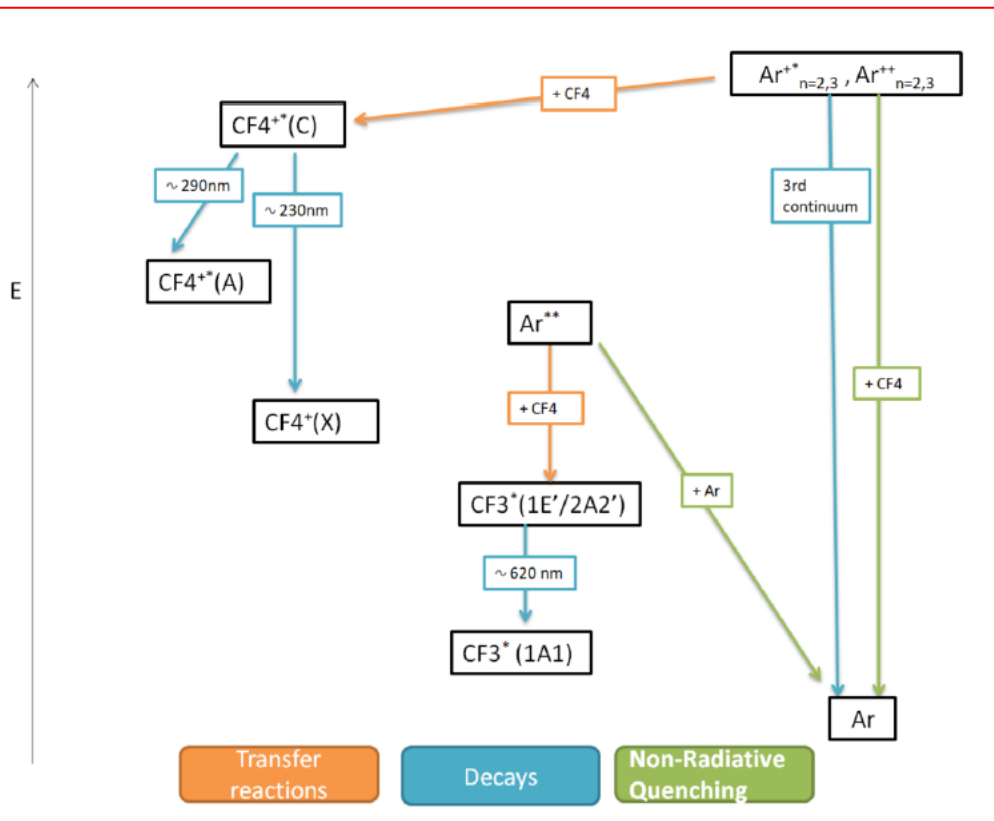 Ar⁺*ₙ₌₂,₃ , Ar⁺⁺ₙ₌₂,₃
+ CF4
CF4⁺*(C)
~ 290nm
~ 230nm
3rd
continuum
CF4⁺*(A)
E
Ar**
+ CF4
+ CF4
CF4⁺(X)
+ Ar
CF3*(1E’/2A2’)
~ 620 nm
CF3* (1A1)
Ar
Transfer
reactions
Decays
Non-Radiative
Quenching